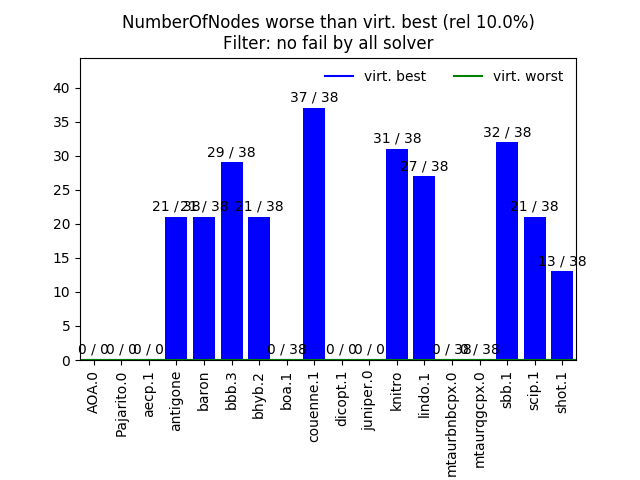 NumberOfNodes worse than virt. best (rel 10.0%)
Filter: no fail by all solver
virt. best
virt. worst
40
35
30
25
20
15
10
5
0
0 / 0
0 / 0
0 / 0
21 / 38
21 / 38
29 / 38
21 / 38
0 / 38
37 / 38
0 / 0
0 / 0
31 / 38
27 / 38
0 / 38
0 / 38
32 / 38
21 / 38
13 / 38
AOA.0
Pajarito.0
aecp.1
antigone
baron
bbb.3
bhyb.2
boa.1
couenne.1
dicopt.1
juniper.0
knitro
lindo.1
mtaurbnbcpx.0
mtaurqgcpx.0
sbb.1
scip.1
shot.1